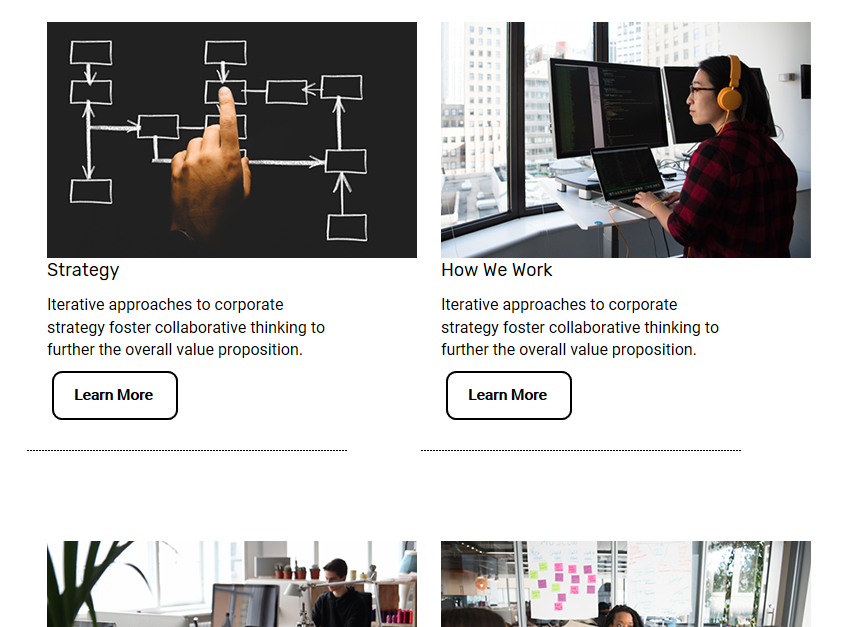 Strategy
Iterative approaches to corporate
strategy foster collaborative thinking to
further the overall value proposition.
Learn More
How We Work
Iterative approaches to corporate
strategy foster collaborative thinking to
further the overall value proposition.
Learn More